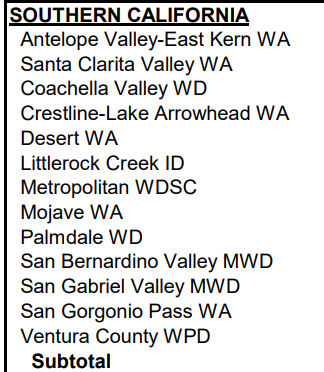 SOUTHERN CALIFORNIA
Antelope Valley-East Kern WA
Santa Clarita Valley WA
Coachella Valley WD
Crestline-Lake Arrowhead WA
Desert WA
Littlerock Creek ID
Metropolitan WDSC
Mojave WA
Palmdale WD
San Bernardino Valley MWD
San Gabriel Valley MWD
San Gorgonio Pass WA
Ventura County WPD
Subtotal